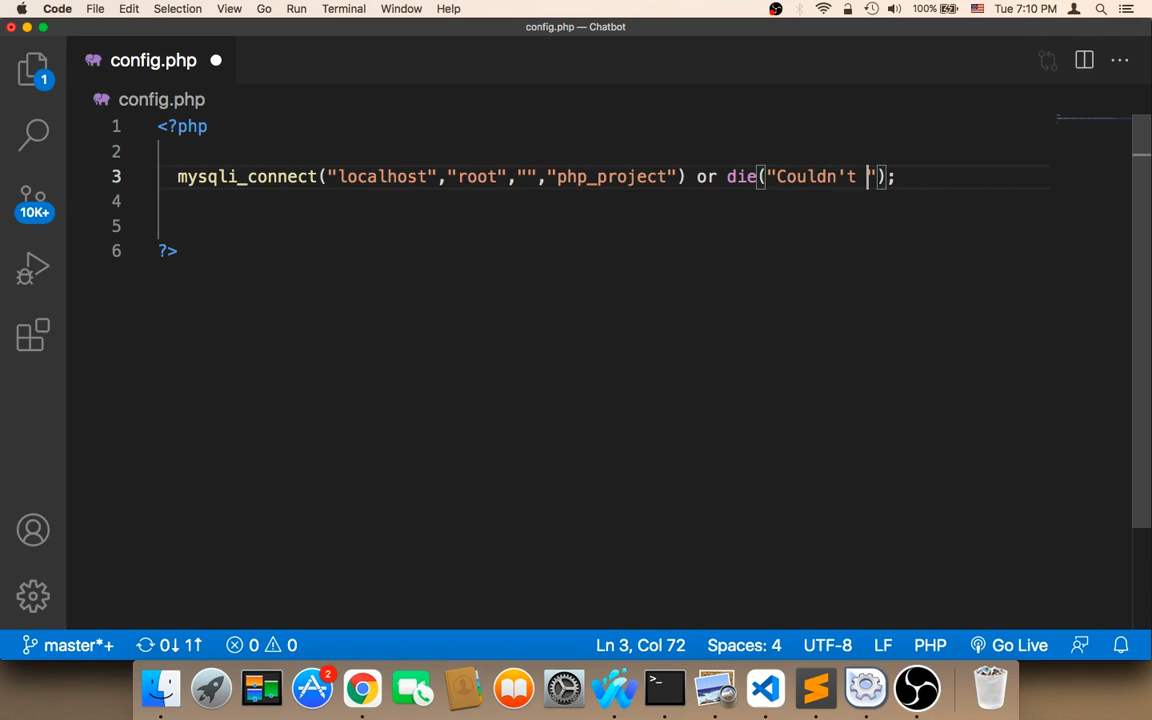 Code File Edit Selection View Go Run Terminal Window Help 100% Tue 7:10 PM
config.php — Chatbot
1
config.php
config.php
1 <?php
2
3 mysqli_connect("localhost","root","","php_project") or die("Couldn't ");
4
5
6 ?>
10K+
master*+ 0↓ 1↑ 0 0 Ln 3, Col 72 Spaces: 4 UTF-8 LF PHP Go Live
2
>_